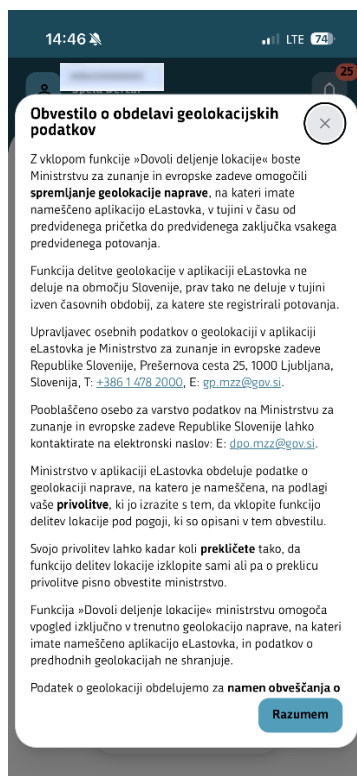 14:46
LTE
74
25
Obvestilo o obdelavi geolokacijskih
podatkov
Z vklopom funkcije »Dovoli deljenje lokacije« boste
Ministrstvu za zunanje in evropske zadeve omogočili
spremljanje geolokacije naprave, na kateri imate
nameščeno aplikacijo eLastovka, v tujini v času od
predvidenega pričetka do predvidenega zaključka vsakega
predvidenega potovanja.
Funkcija delitve geolokacije v aplikaciji eLastovka ne
deluje na območju Slovenije, prav tako ne deluje v tujini
izven časovnih obdobij, za katere ste registrirali potovanja.
Upravljavec osebnih podatkov o geolokaciji v aplikaciji
eLastovka je Ministrstvo za zunanje in evropske zadeve
Republike Slovenije, Prešernova cesta 25, 1000 Ljubljana,
Slovenija, T: +386 1 478 2000, E: gp.mzz@gov.si.
Pooblaščeno osebo za varstvo podatkov na Ministrstvu za
zunanje in evropske zadeve Republike Slovenije lahko
kontaktirate na elektronski naslov: E: dpo.mzz@gov.si.
Ministrstvo v aplikaciji eLastovka obdeluje podatke o
geolokaciji naprave, na katero je nameščena, na podlagi
vaše privolitve, ki jo izrazite s tem, da vklopite funkcijo
delitev lokacije pod pogoji, ki so opisani v tem obvestilu.
Svojo privolitev lahko kadar koli prekličete tako, da
funkcijo delitev lokacije izklopite sami ali pa o preklicu
privolitve pisno obvestite ministrstvo.
Funkcija »Dovoli deljenje lokacije« ministrstvu omogoča
vpogled izključno v trenutno geolokacijo naprave, na kateri
imate nameščeno aplikacijo eLastovka, in podatkov o
predhodnih geolokacijah ne shranjuje.
Podatek o geolokaciji obdelujemo za namen obveščanja o
Razumem